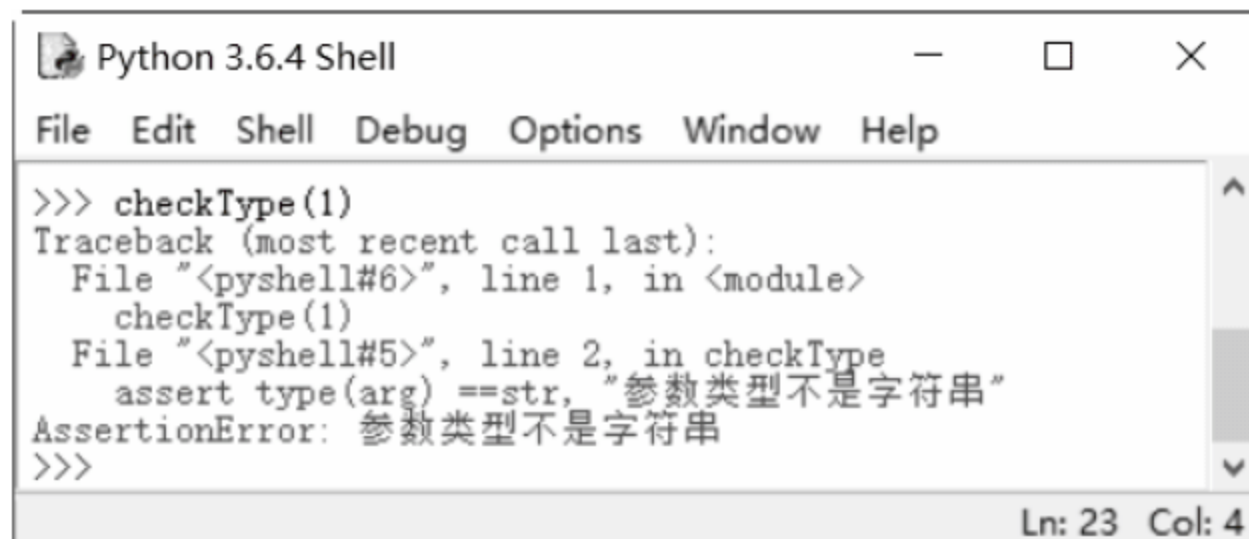 Python 3.6.4 Shell
File Edit Shell Debug Options Window Help
>>> checkType(1)
Traceback (most recent call last):
  File "<pyshell#6>", line 1, in <module>
    checkType(1)
  File "<pyshell#5>", line 2, in checkType
    assert type(arg) ==str, "参数类型不是字符串"
AssertionError: 参数类型不是字符串
>>>
Ln: 23 Col: 4